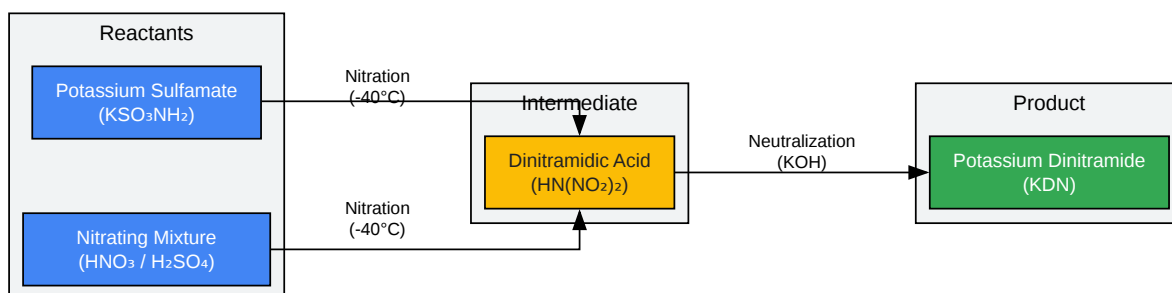 Reactants
Potassium Sulfamate
(KSO₃NH₂)
Nitration
(-40°C)
Intermediate
Product
Dinitramidic Acid
(HN(NO₂)₂)
Neutralization
(KOH)
Potassium Dinitramide
(KDN)
Nitrating Mixture
(HNO₃ / H₂SO₄)
Nitration
(-40°C)